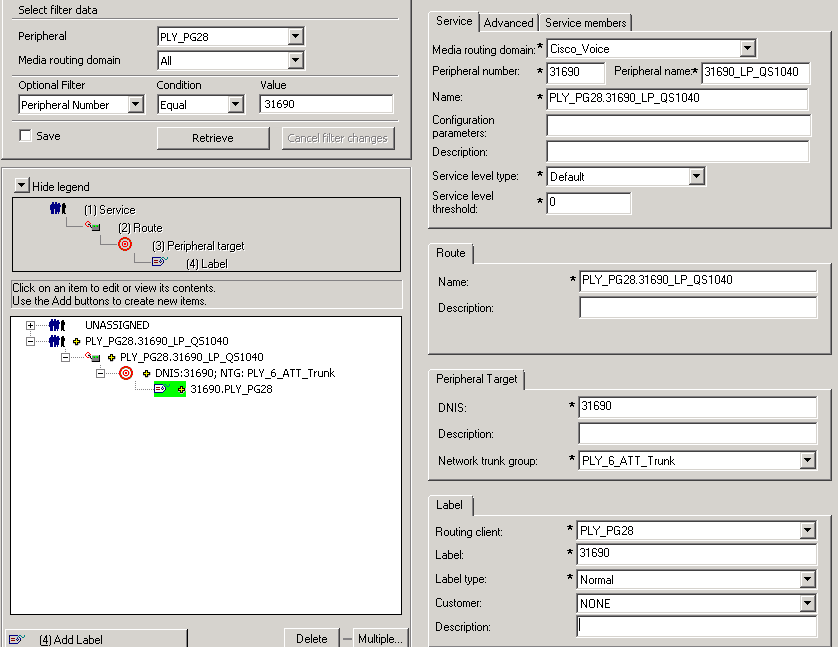 Select filter data
Peripheral PLY_PG28
Media routing domain All
Optional Filter Condition Value
Peripheral Number Equal 31690
Save Retrieve Cancel filter changes
Hide legend
(1) Service
(2) Route
(3) Peripheral target
(4) Label
Click on an item to edit or view its contents.
Use the Add buttons to create new items.
UNASSIGNED
PLY_PG28.31690_LP_QS1040
PLY_PG28.31690_LP_QS1040
DNIS:31690; NTG: PLY_6_ATT_Trunk
31690.PLY_PG28
(4) Add Label Delete Multiple...
Service Advanced Service members
Media routing domain:* Cisco_Voice
Peripheral number: * 31690 Peripheral name:* 31690_LP_QS1040
Name: * PLY_PG28.31690_LP_QS1040
Configuration
parameters:
Description:
Service level type: * Default
Service level
threshold: * 0
Route
Name: * PLY_PG28.31690_LP_QS1040
Description:
Peripheral Target
DNIS: * 31690
Description:
Network trunk group: * PLY_6_ATT_Trunk
Label
Routing client: * PLY_PG28
Label: * 31690
Label type: * Normal
Customer: NONE
Description: